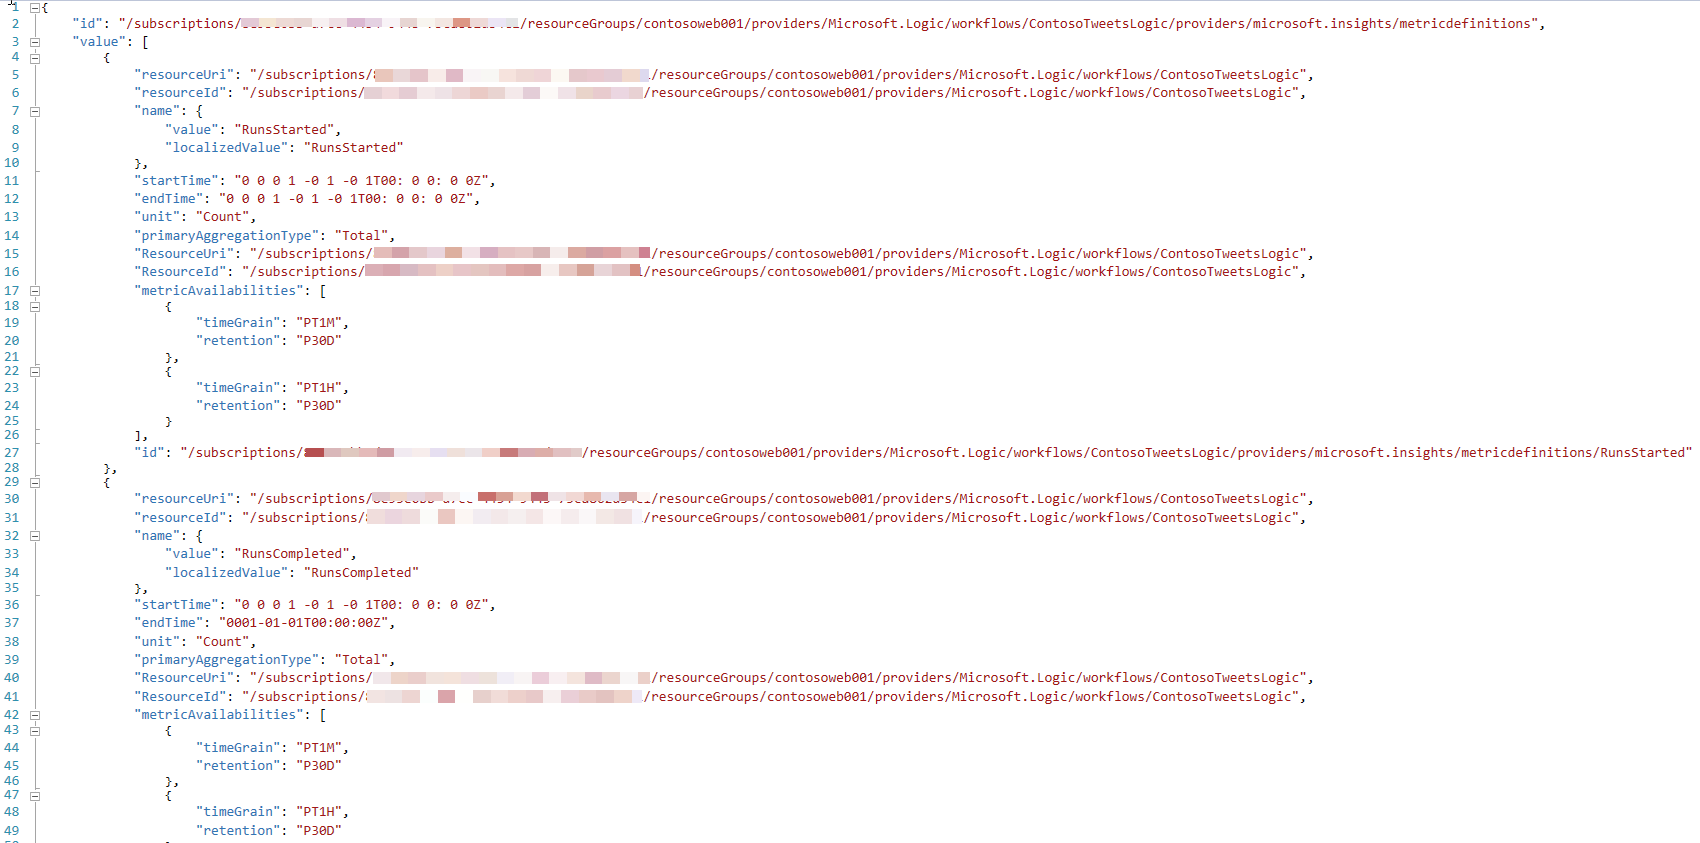 1 {
2 "id": "/subscriptions/ /resourceGroups/contosoweb001/providers/Microsoft.Logic/workflows/ContosoTweetsLogic/providers/microsoft.insights/metricdefinitions",
3 "value": [
4 {
5 "resourceUri": "/subscriptions/ /resourceGroups/contosoweb001/providers/Microsoft.Logic/workflows/ContosoTweetsLogic",
6 "resourceId": "/subscriptions/ /resourceGroups/contosoweb001/providers/Microsoft.Logic/workflows/ContosoTweetsLogic",
7 "name": {
8 "value": "RunsStarted",
9 "localizedValue": "RunsStarted"
10 },
11 "startTime": "0 0 0 1 -0 1 -0 1T00: 0 0: 0 0Z",
12 "endTime": "0 0 0 1 -0 1 -0 1T00: 0 0: 0 0Z",
13 "unit": "Count",
14 "primaryAggregationType": "Total",
15 "ResourceUri": "/subscriptions/ /resourceGroups/contosoweb001/providers/Microsoft.Logic/workflows/ContosoTweetsLogic",
16 "ResourceId": "/subscriptions/ /resourceGroups/contosoweb001/providers/Microsoft.Logic/workflows/ContosoTweetsLogic",
17 "metricAvailabilities": [
18 {
19 "timeGrain": "PT1M",
20 "retention": "P30D"
21 },
22 {
23 "timeGrain": "PT1H",
24 "retention": "P30D"
25 }
26 ],
27 "id": "/subscriptions/ /resourceGroups/contosoweb001/providers/Microsoft.Logic/workflows/ContosoTweetsLogic/providers/microsoft.insights/metricdefinitions/RunsStarted"
28 },
29 {
30 "resourceUri": "/subscriptions/ /resourceGroups/contosoweb001/providers/Microsoft.Logic/workflows/ContosoTweetsLogic",
31 "resourceId": "/subscriptions/ /resourceGroups/contosoweb001/providers/Microsoft.Logic/workflows/ContosoTweetsLogic",
32 "name": {
33 "value": "RunsCompleted",
34 "localizedValue": "RunsCompleted"
35 },
36 "startTime": "0 0 0 1 -0 1 -0 1T00: 0 0: 0 0Z",
37 "endTime": "0001-01-01T00:00:00Z",
38 "unit": "Count",
39 "primaryAggregationType": "Total",
40 "ResourceUri": "/subscriptions/ /resourceGroups/contosoweb001/providers/Microsoft.Logic/workflows/ContosoTweetsLogic",
41 "ResourceId": "/subscriptions/ /resourceGroups/contosoweb001/providers/Microsoft.Logic/workflows/ContosoTweetsLogic",
42 "metricAvailabilities": [
43 {
44 "timeGrain": "PT1M",
45 "retention": "P30D"
46 },
47 {
48 "timeGrain": "PT1H",
49 "retention": "P30D"